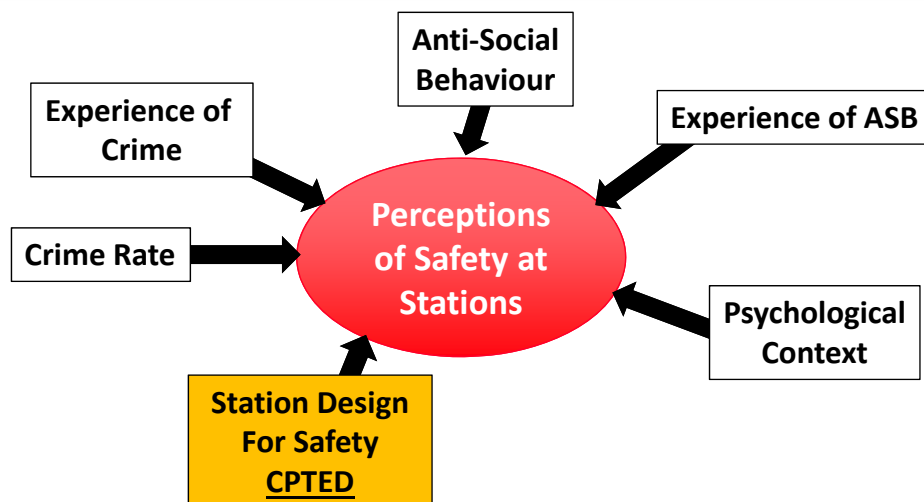 Anti-Social
Behaviour
Experience of
Crime
Experience of ASB
Perceptions
of Safety at
Stations
Crime Rate
Psychological
Context
Station Design
For Safety
CPTED